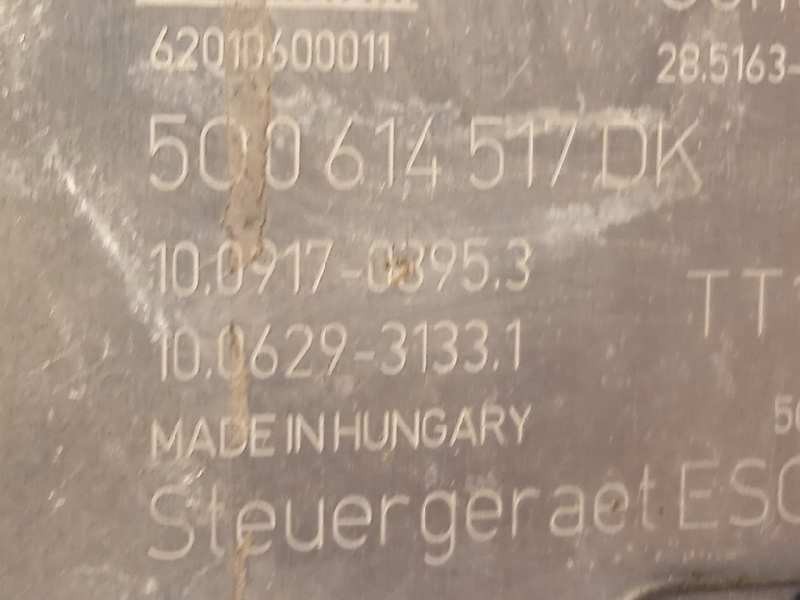 62010600011
28.5163-
5Q0 614 517 DK
10.0917-0395.3
10.0629-3133.1
TT
MADE IN HUNGARY
Steuergeraet ESC